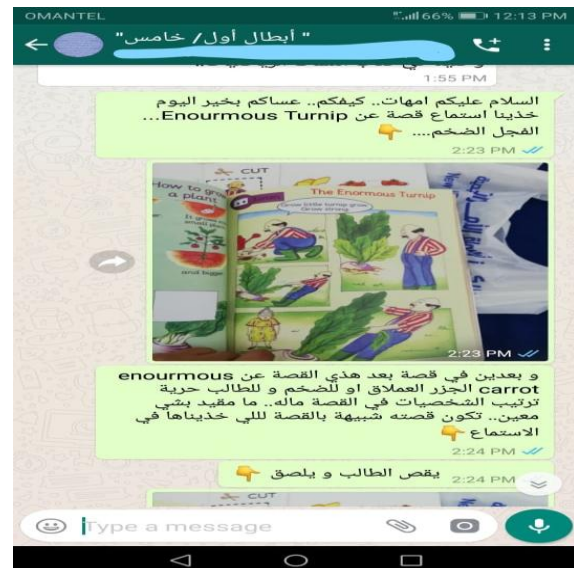 OMANTEL
66%
12:13 PM
" أبطال أول/ خامس"
1:55 PM
السلام عليكم امهات.. كيفكم.. عساكم بخير اليوم
خذينا استماع قصة عن Enourmous Turnip...
الفجل الضخم.... 👇
2:23 PM
CUT
How to grow
a plant
The Enormous Turnip
Grow little turnip grow.
Grow strong.
and bigger
2:23 PM
و بعدين في قصة بعد هذي القصة عن enourmous
carrot الجزر العملاق او للضخم و للطالب حرية
ترتيب الشخصيات في القصة ماله.. ما مقيد بشي
معين.. تكون قصته شبيهة بالقصة للي خذيناها في
الاستماع 👇
2:24 PM
يقص الطالب و يلصق 👇
2:24 PM
CUT
Type a message